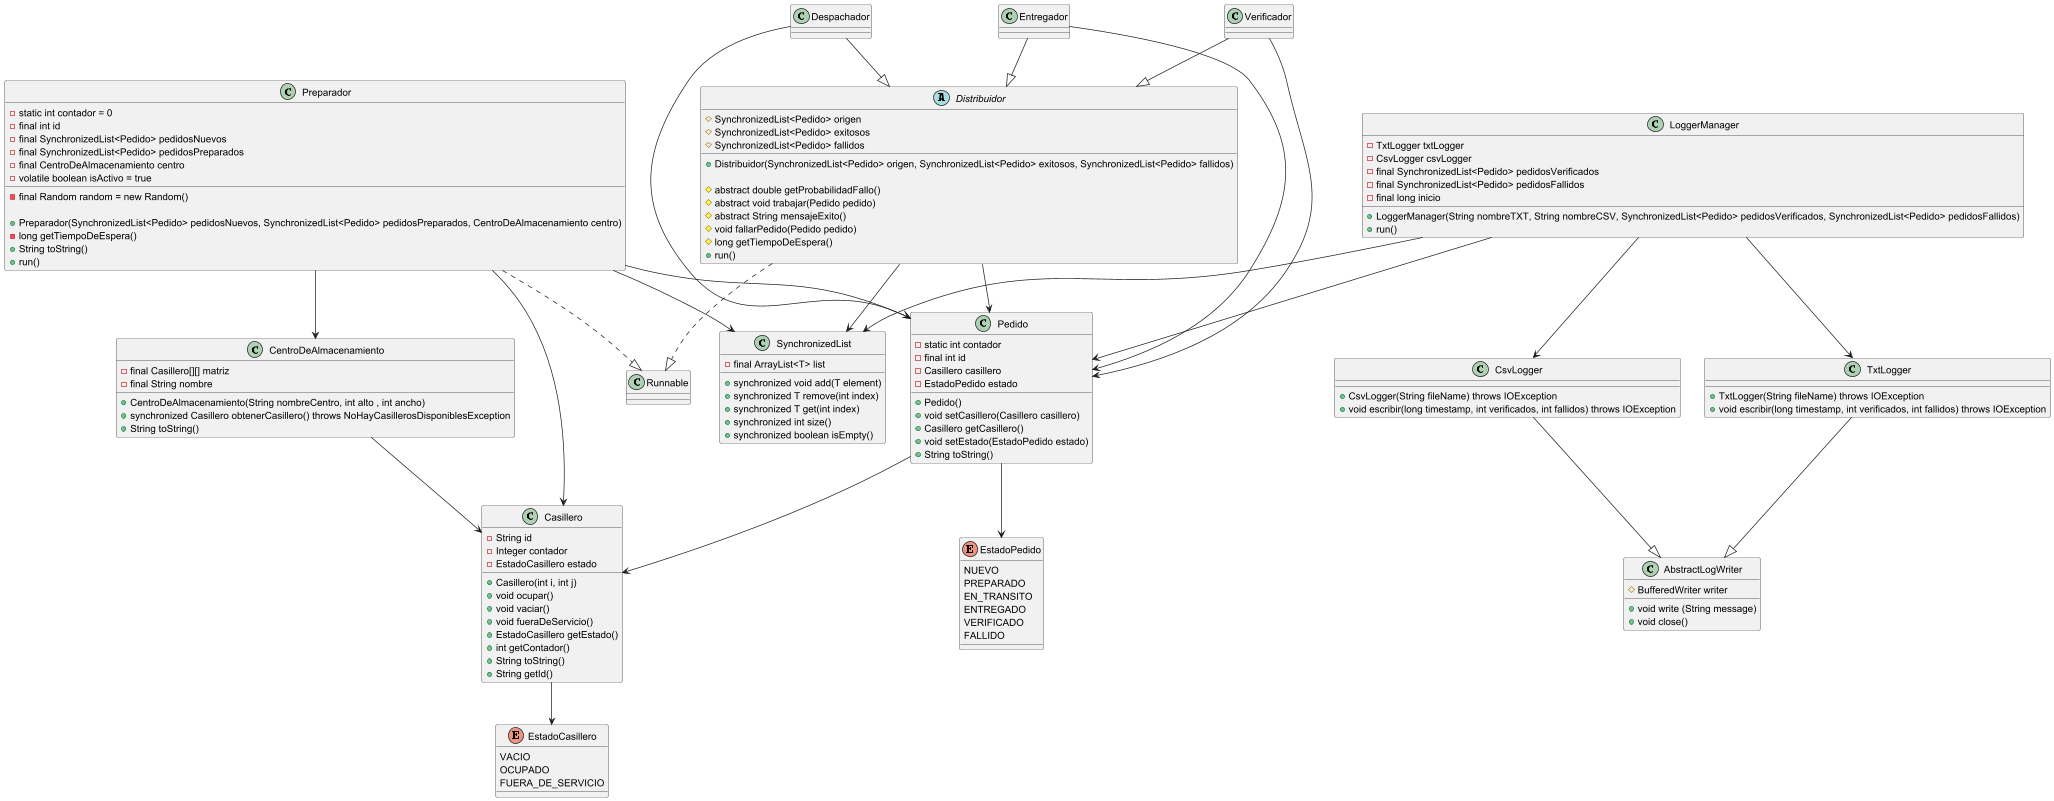 C Despachador
C Entregador
C Verificador
C Preparador
static int contador = 0
final int id
final SynchronizedList<Pedido> pedidosNuevos
final SynchronizedList<Pedido> pedidosPreparados
final CentroDeAlmacenamiento centro
volatile boolean isActivo = true
final Random random = new Random()
Preparador(SynchronizedList<Pedido> pedidosNuevos, SynchronizedList<Pedido> pedidosPreparados, CentroDeAlmacenamiento centro)
long getTiempoDeEspera()
String toString()
run()
A Distribuidor
SynchronizedList<Pedido> origen
SynchronizedList<Pedido> exitosos
SynchronizedList<Pedido> fallidos
Distribuidor(SynchronizedList<Pedido> origen, SynchronizedList<Pedido> exitosos, SynchronizedList<Pedido> fallidos)
abstract double getProbabilidadFallo()
abstract void trabajar(Pedido pedido)
abstract String mensajeExito()
void fallarPedido(Pedido pedido)
long getTiempoDeEspera()
run()
C LoggerManager
TxtLogger txtLogger
CsvLogger csvLogger
final SynchronizedList<Pedido> pedidosVerificados
final SynchronizedList<Pedido> pedidosFallidos
final long inicio
LoggerManager(String nombreTXT, String nombreCSV, SynchronizedList<Pedido> pedidosVerificados, SynchronizedList<Pedido> pedidosFallidos)
run()
C CentroDeAlmacenamiento
final Casillero[][] matriz
final String nombre
CentroDeAlmacenamiento(String nombreCentro, int alto , int ancho)
synchronized Casillero obtenerCasillero() throws NoHayCasillerosDisponiblesException
String toString()
C Runnable
C SynchronizedList
final ArrayList<T> list
synchronized void add(T element)
synchronized T remove(int index)
synchronized T get(int index)
synchronized int size()
synchronized boolean isEmpty()
C Pedido
static int contador
final int id
Casillero casillero
EstadoPedido estado
Pedido()
void setCasillero(Casillero casillero)
Casillero getCasillero()
void setEstado(EstadoPedido estado)
String toString()
C CsvLogger
CsvLogger(String fileName) throws IOException
void escribir(long timestamp, int verificados, int fallidos) throws IOException
C TxtLogger
TxtLogger(String fileName) throws IOException
void escribir(long timestamp, int verificados, int fallidos) throws IOException
C Casillero
String id
Integer contador
EstadoCasillero estado
Casillero(int i, int j)
void ocupar()
void vaciar()
void fueraDeServicio()
EstadoCasillero getEstado()
int getContador()
String toString()
String getId()
E EstadoPedido
NUEVO
PREPARADO
EN_TRANSITO
ENTREGADO
VERIFICADO
FALLIDO
C AbstractLogWriter
BufferedWriter writer
void write (String message)
void close()
E EstadoCasillero
VACIO
OCUPADO
FUERA_DE_SERVICIO